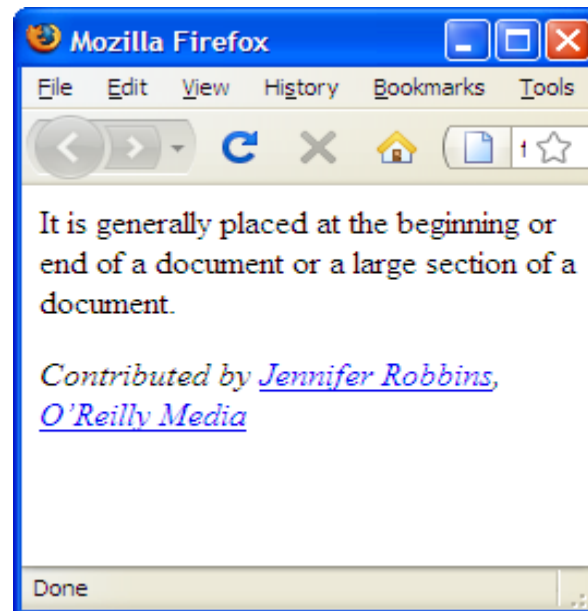 Mozilla Firefox
File Edit View History Bookmarks Tools
It is generally placed at the beginning or
end of a document or a large section of a
document.
Contributed by Jennifer Robbins,
O’Reilly Media
Done